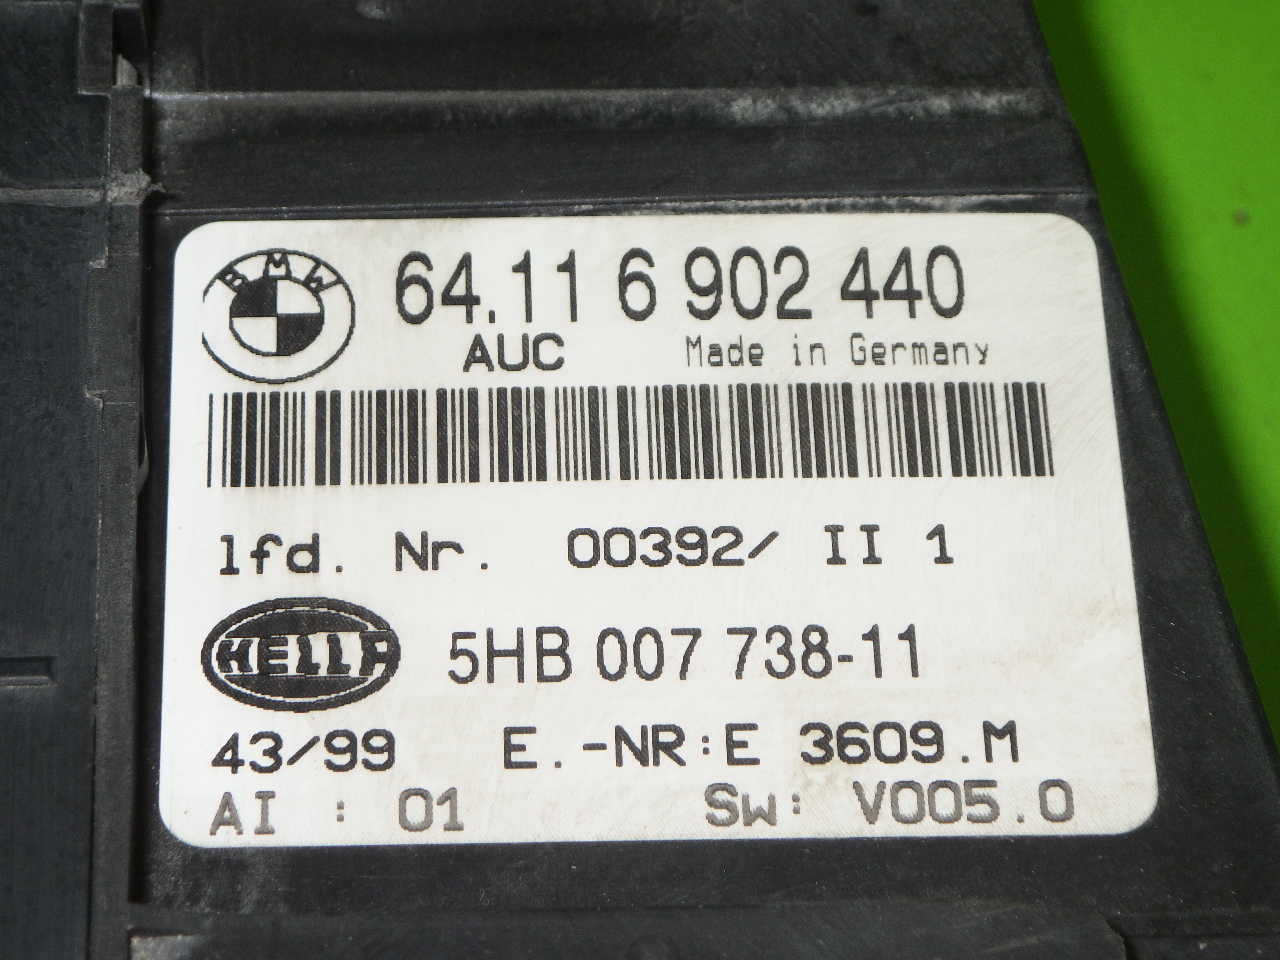 BMW
64.11 6 902 440
AUC Made in Germany
lfd. Nr. 00392/ II 1
HELLA 5HB 007 738-11
43/99 E.-NR:E 3609.M
AI : 01 Sw: V005.0